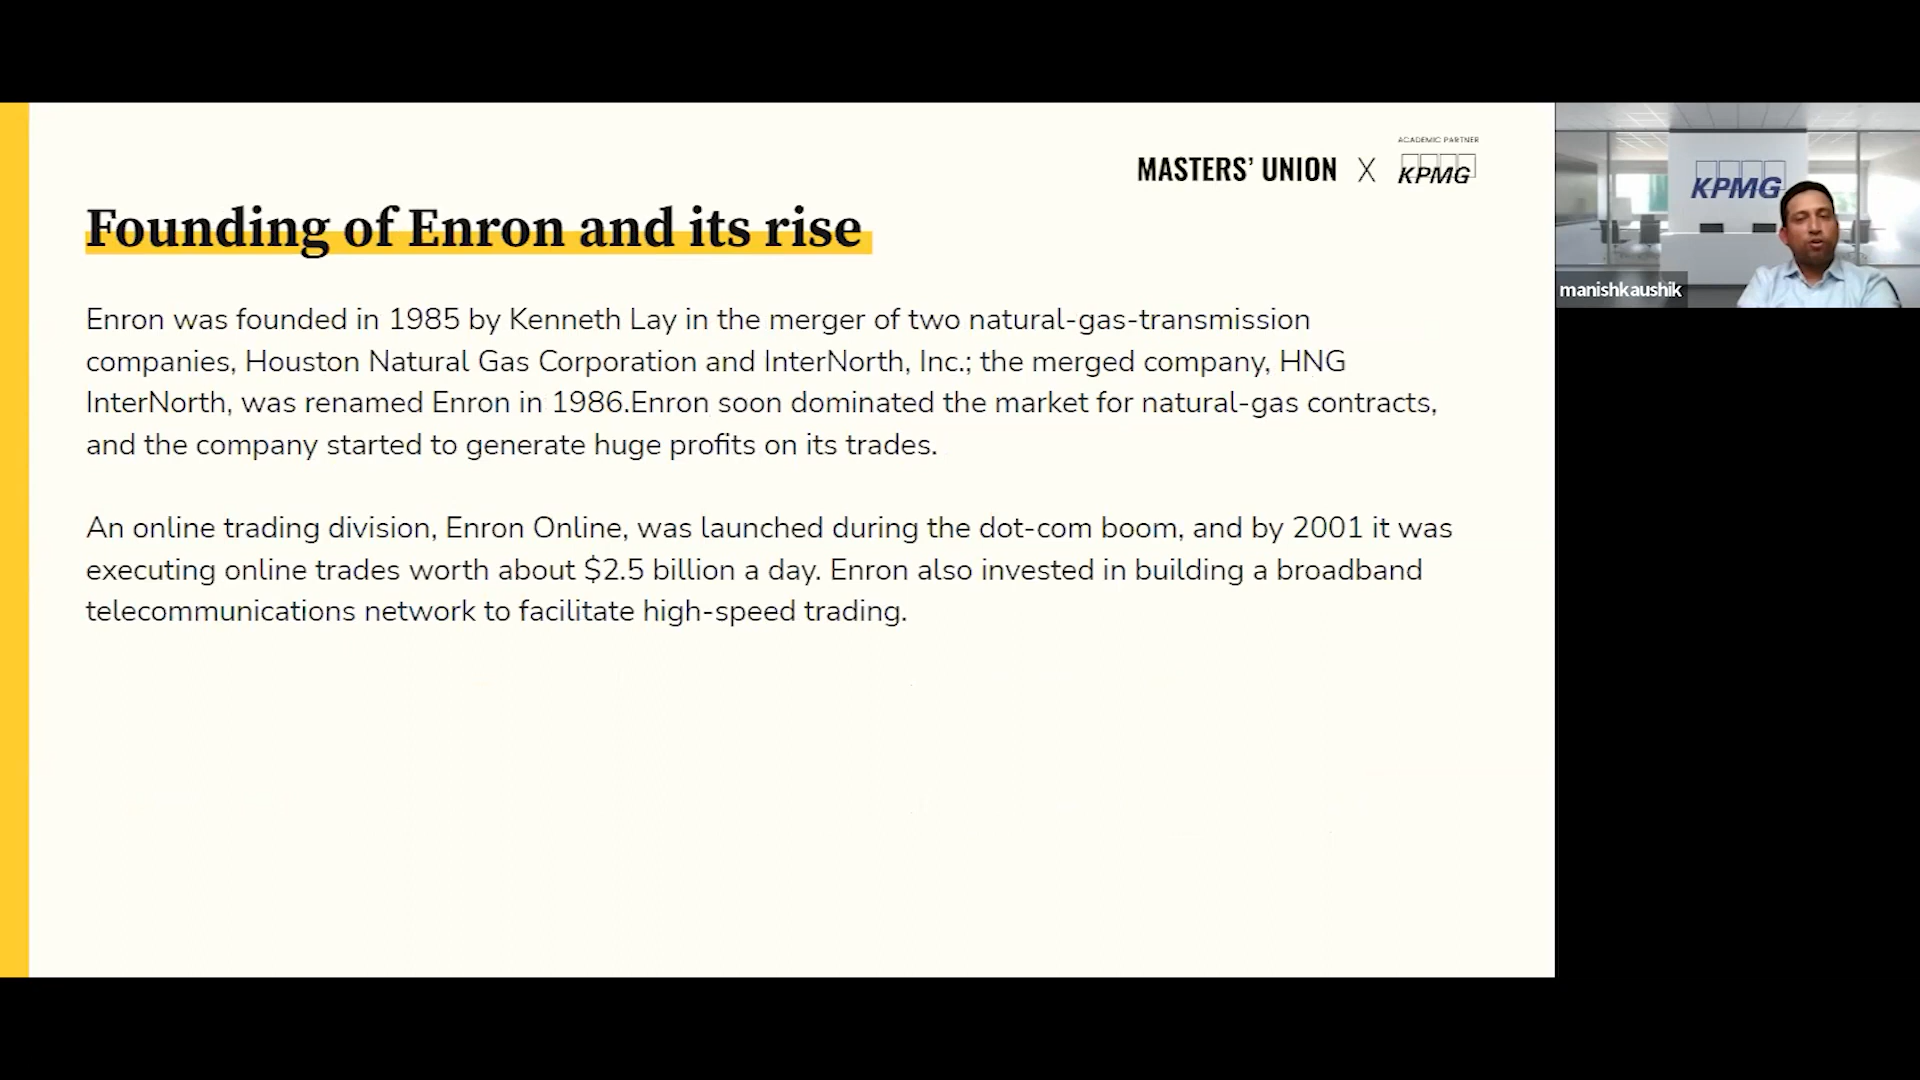 ACADEMIC PARTNER
MASTERS' UNION X KPMG
KPMG
Founding of Enron and its rise
manishkaushik
Enron was founded in 1985 by Kenneth Lay in the merger of two natural-gas-transmission
companies, Houston Natural Gas Corporation and InterNorth, Inc.; the merged company, HNG
InterNorth, was renamed Enron in 1986.Enron soon dominated the market for natural-gas contracts,
and the company started to generate huge profits on its trades.
An online trading division, Enron Online, was launched during the dot-com boom, and by 2001 it was
executing online trades worth about $2.5 billion a day. Enron also invested in building a broadband
telecommunications network to facilitate high-speed trading.